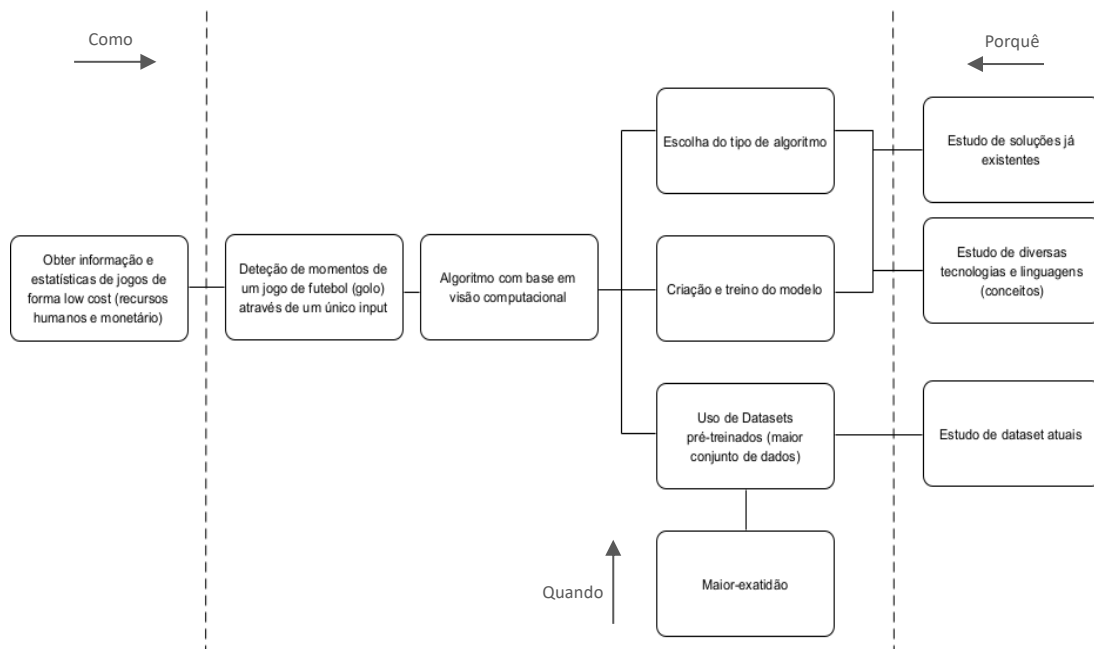 Como
Porquê
Escolha do tipo de algoritmo
Estudo de soluções já
existentes
Obter informação e
estatísticas de jogos de
forma low cost (recursos
humanos e monetário)
Deteção de momentos de
um jogo de futebol (golo)
através de um único input
Algoritmo com base em
visão computacional
Criação e treino do modelo
Estudo de diversas
tecnologias e linguagens
(conceitos)
Uso de Datasets
pré-treinados (maior
conjunto de dados)
Estudo de dataset atuais
Quando
Maior-exatidão